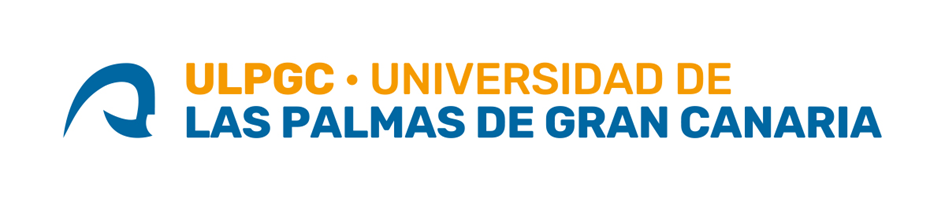 ULPGC · UNIVERSIDAD DE
LAS PALMAS DE GRAN CANARIA